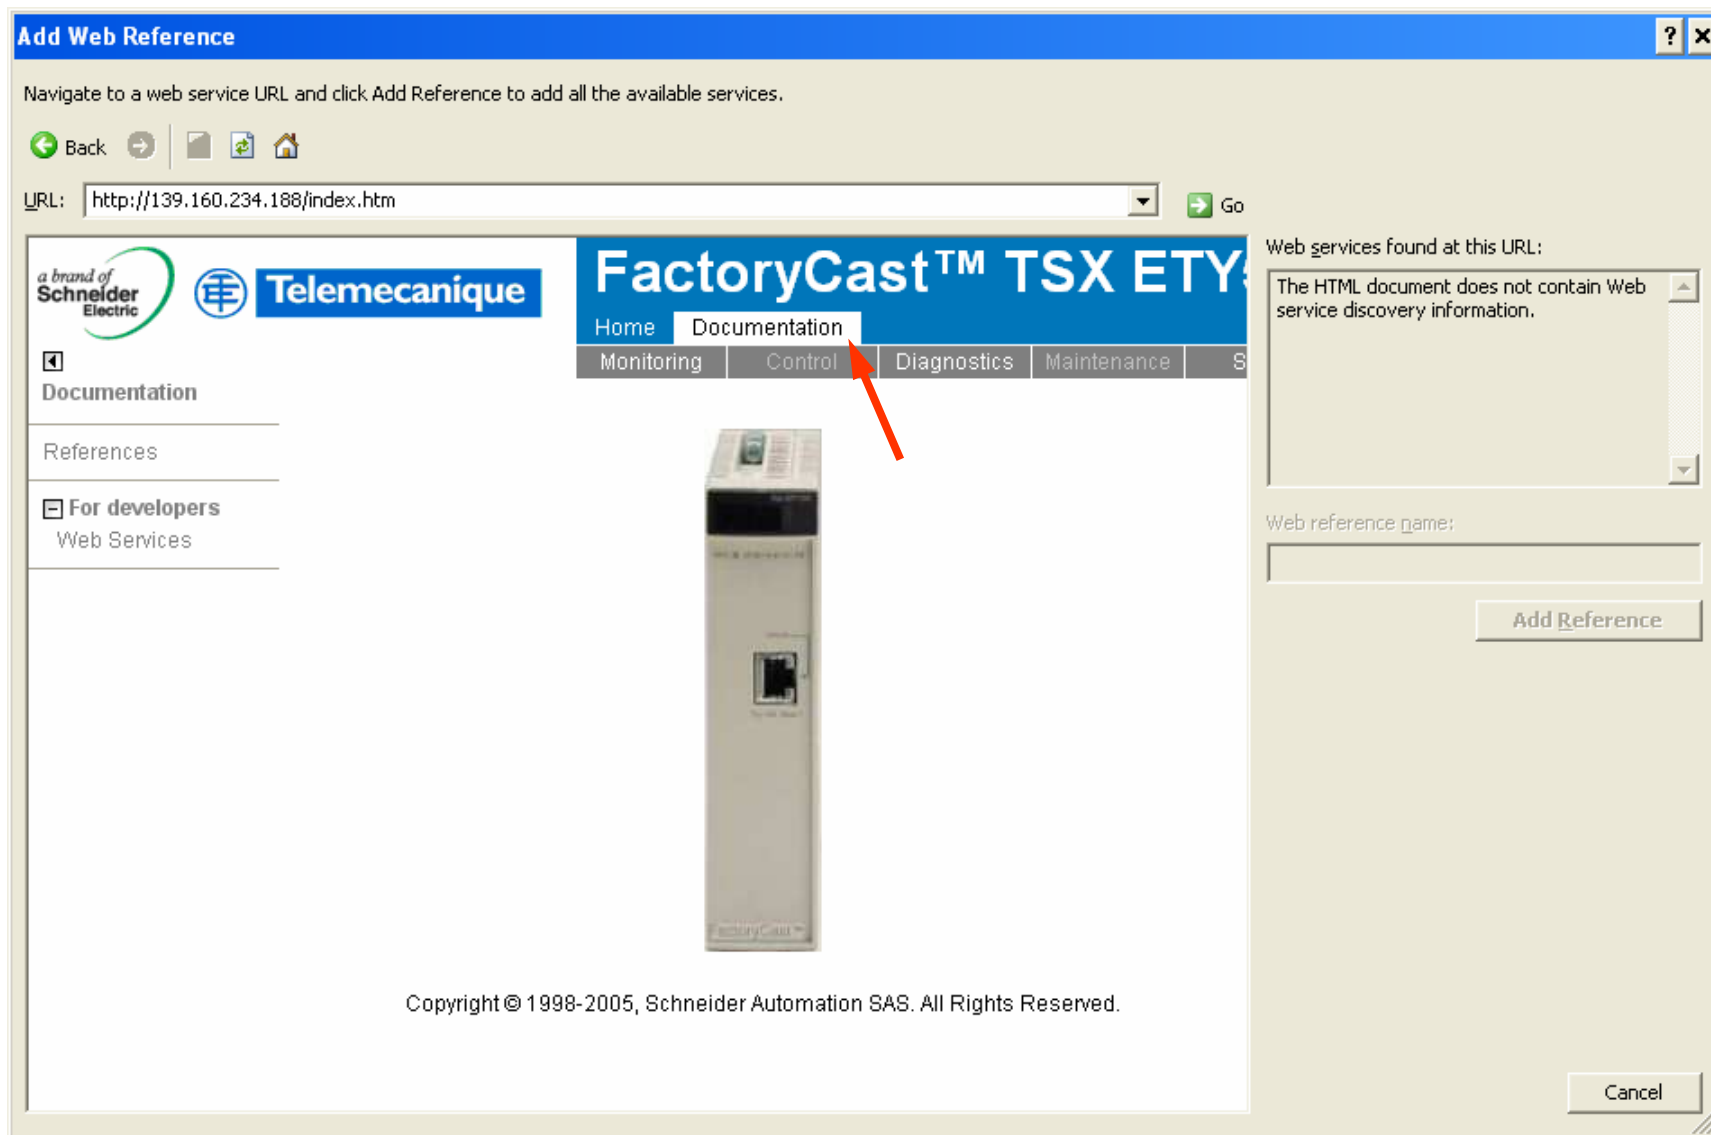 Add Web Reference
Navigate to a web service URL and click Add Reference to add all the available services.
Back
URL: http://139.160.234.188/index.htm Go
a brand of
Schneider
Electric
Telemecanique
FactoryCast™ TSX ETY
Home Documentation
Monitoring Control Diagnostics Maintenance S
Documentation
References
For developers
Web Services
FactoryCast™
Copyright © 1998-2005, Schneider Automation SAS. All Rights Reserved.
Web services found at this URL:
The HTML document does not contain Web
service discovery information.
Web reference name:
Add Reference
Cancel